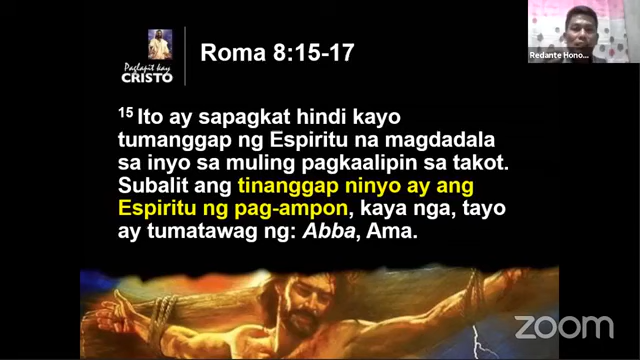 Paglapit kay
CRISTO
Roma 8:15-17
Redante Hono...
15 Ito ay sapagkat hindi kayo
tumanggap ng Espiritu na magdadala
sa inyo sa muling pagkaalipin sa takot.
Subalit ang tinanggap ninyo ay ang
Espiritu ng pag-ampon, kaya nga, tayo
ay tumatawag ng: Abba, Ama.
zoom